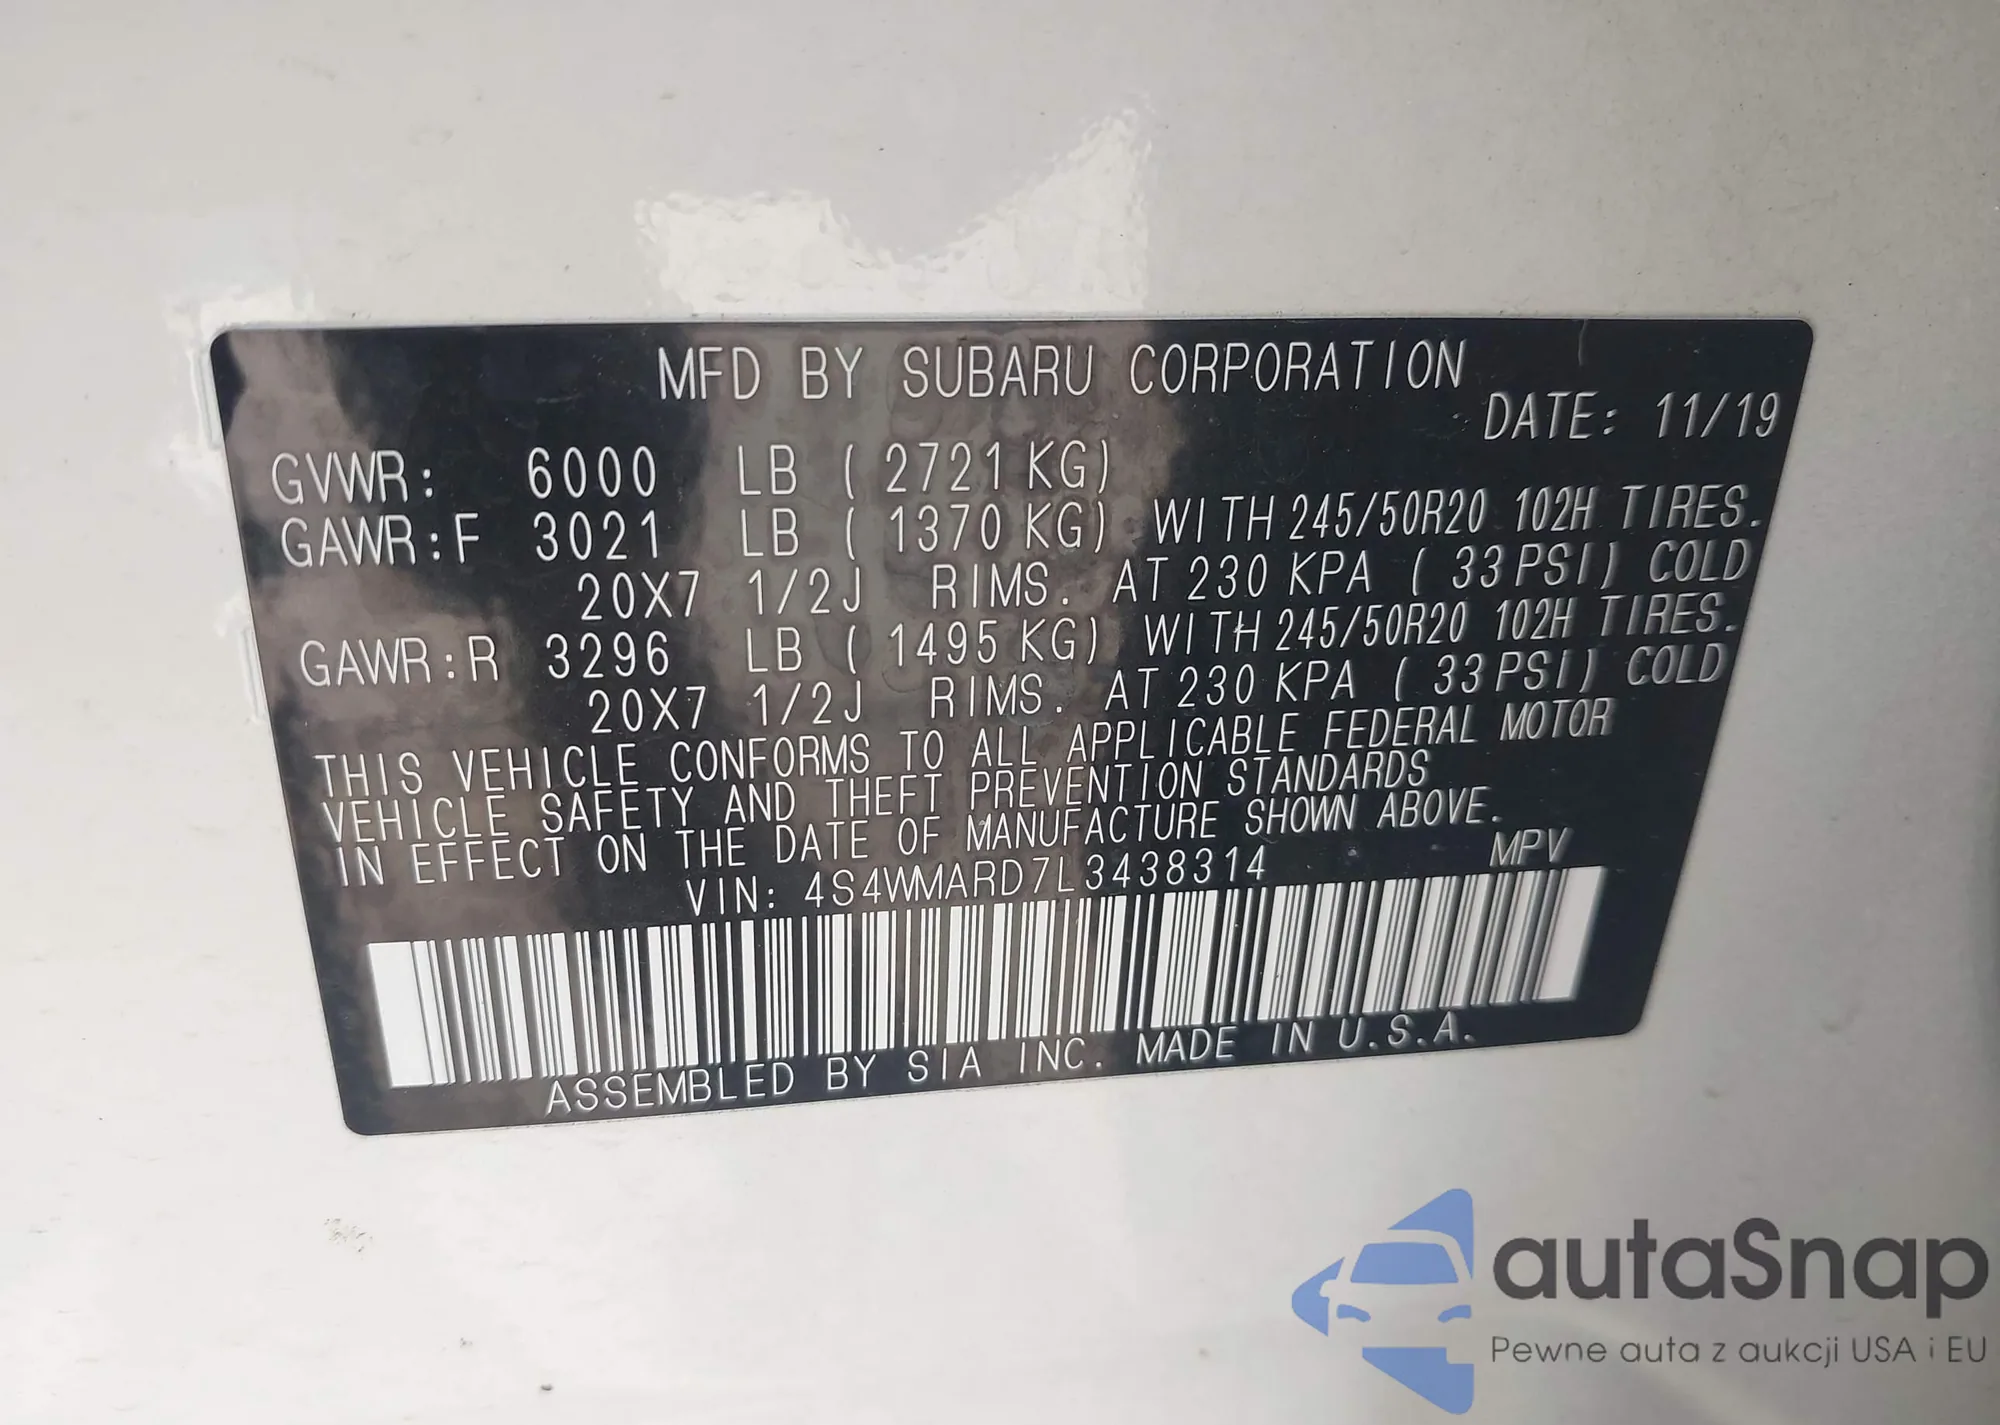 MFD BY SUBARU CORPORATION
DATE: 11/19
GVWR: 6000 LB ( 2721 KG)
GAWR:F 3021 LB ( 1370 KG) WITH 245/50R20 102H TIRES.
20X7 1/2J RIMS. AT 230 KPA ( 33 PSI) COLD
GAWR:R 3296 LB ( 1495 KG) WITH 245/50R20 102H TIRES.
20X7 1/2J RIMS. AT 230 KPA ( 33 PSI) COLD
THIS VEHICLE CONFORMS TO ALL APPLICABLE FEDERAL MOTOR
VEHICLE SAFETY AND THEFT PREVENTION STANDARDS
IN EFFECT ON THE DATE OF MANUFACTURE SHOWN ABOVE.
VIN: 4S4WMARD7L3438314 MPV
ASSEMBLED BY SIA INC. MADE IN U.S.A.
autaSnap
Pewne auta z aukcji USA i EU